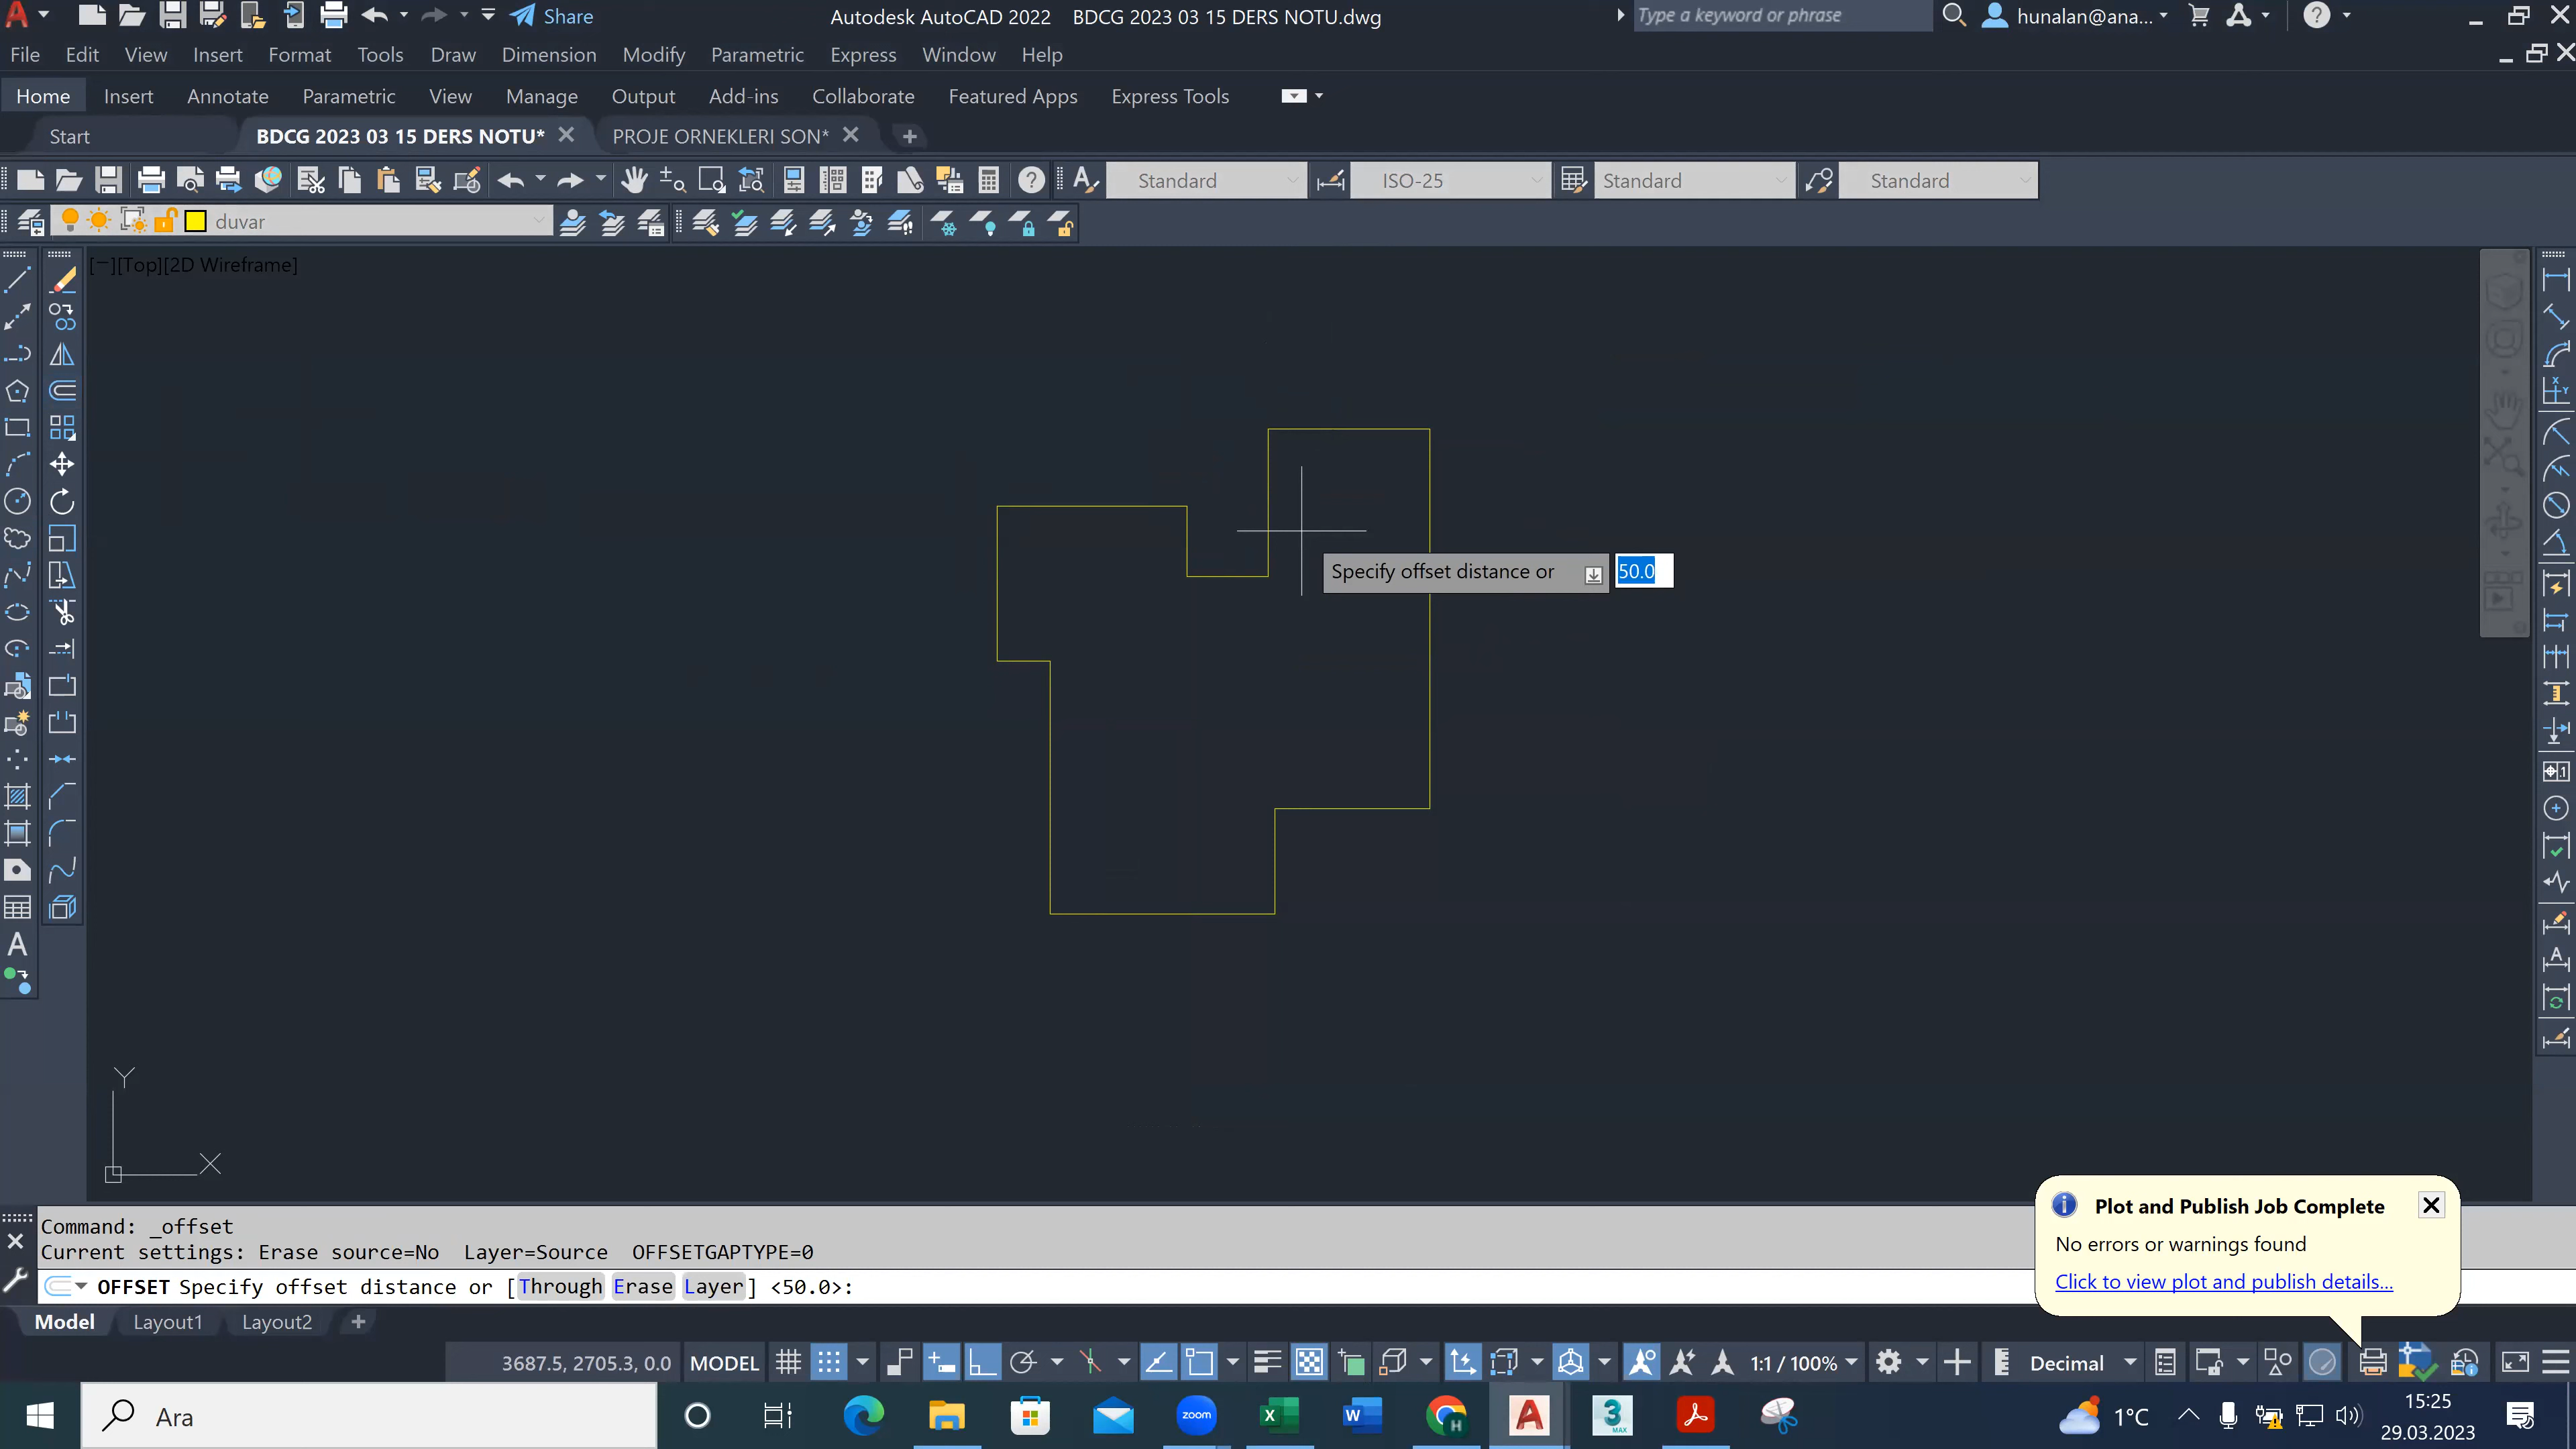 Share
Autodesk AutoCAD 2022 BDCG 2023 03 15 DERS NOTU.dwg
Type a keyword or phrase
hunalan@ana...
File Edit View Insert Format Tools Draw Dimension Modify Parametric Express Window Help
Home Insert Annotate Parametric View Manage Output Add-ins Collaborate Featured Apps Express Tools
Start
BDCG 2023 03 15 DERS NOTU*
PROJE ORNEKLERI SON*
Standard
ISO-25
Standard
Standard
duvar
[−][Top][2D Wireframe]
Specify offset distance or
50.0
Y
X
Command: _offset
Current settings: Erase source=No Layer=Source OFFSETGAPTYPE=0
OFFSET Specify offset distance or [Through Erase Layer] <50.0>:
Plot and Publish Job Complete
No errors or warnings found
Click to view plot and publish details...
Model Layout1 Layout2
3687.5, 2705.3, 0.0 MODEL
1:1 / 100%
Decimal
Ara
zoom
1°C
15:25
29.03.2023